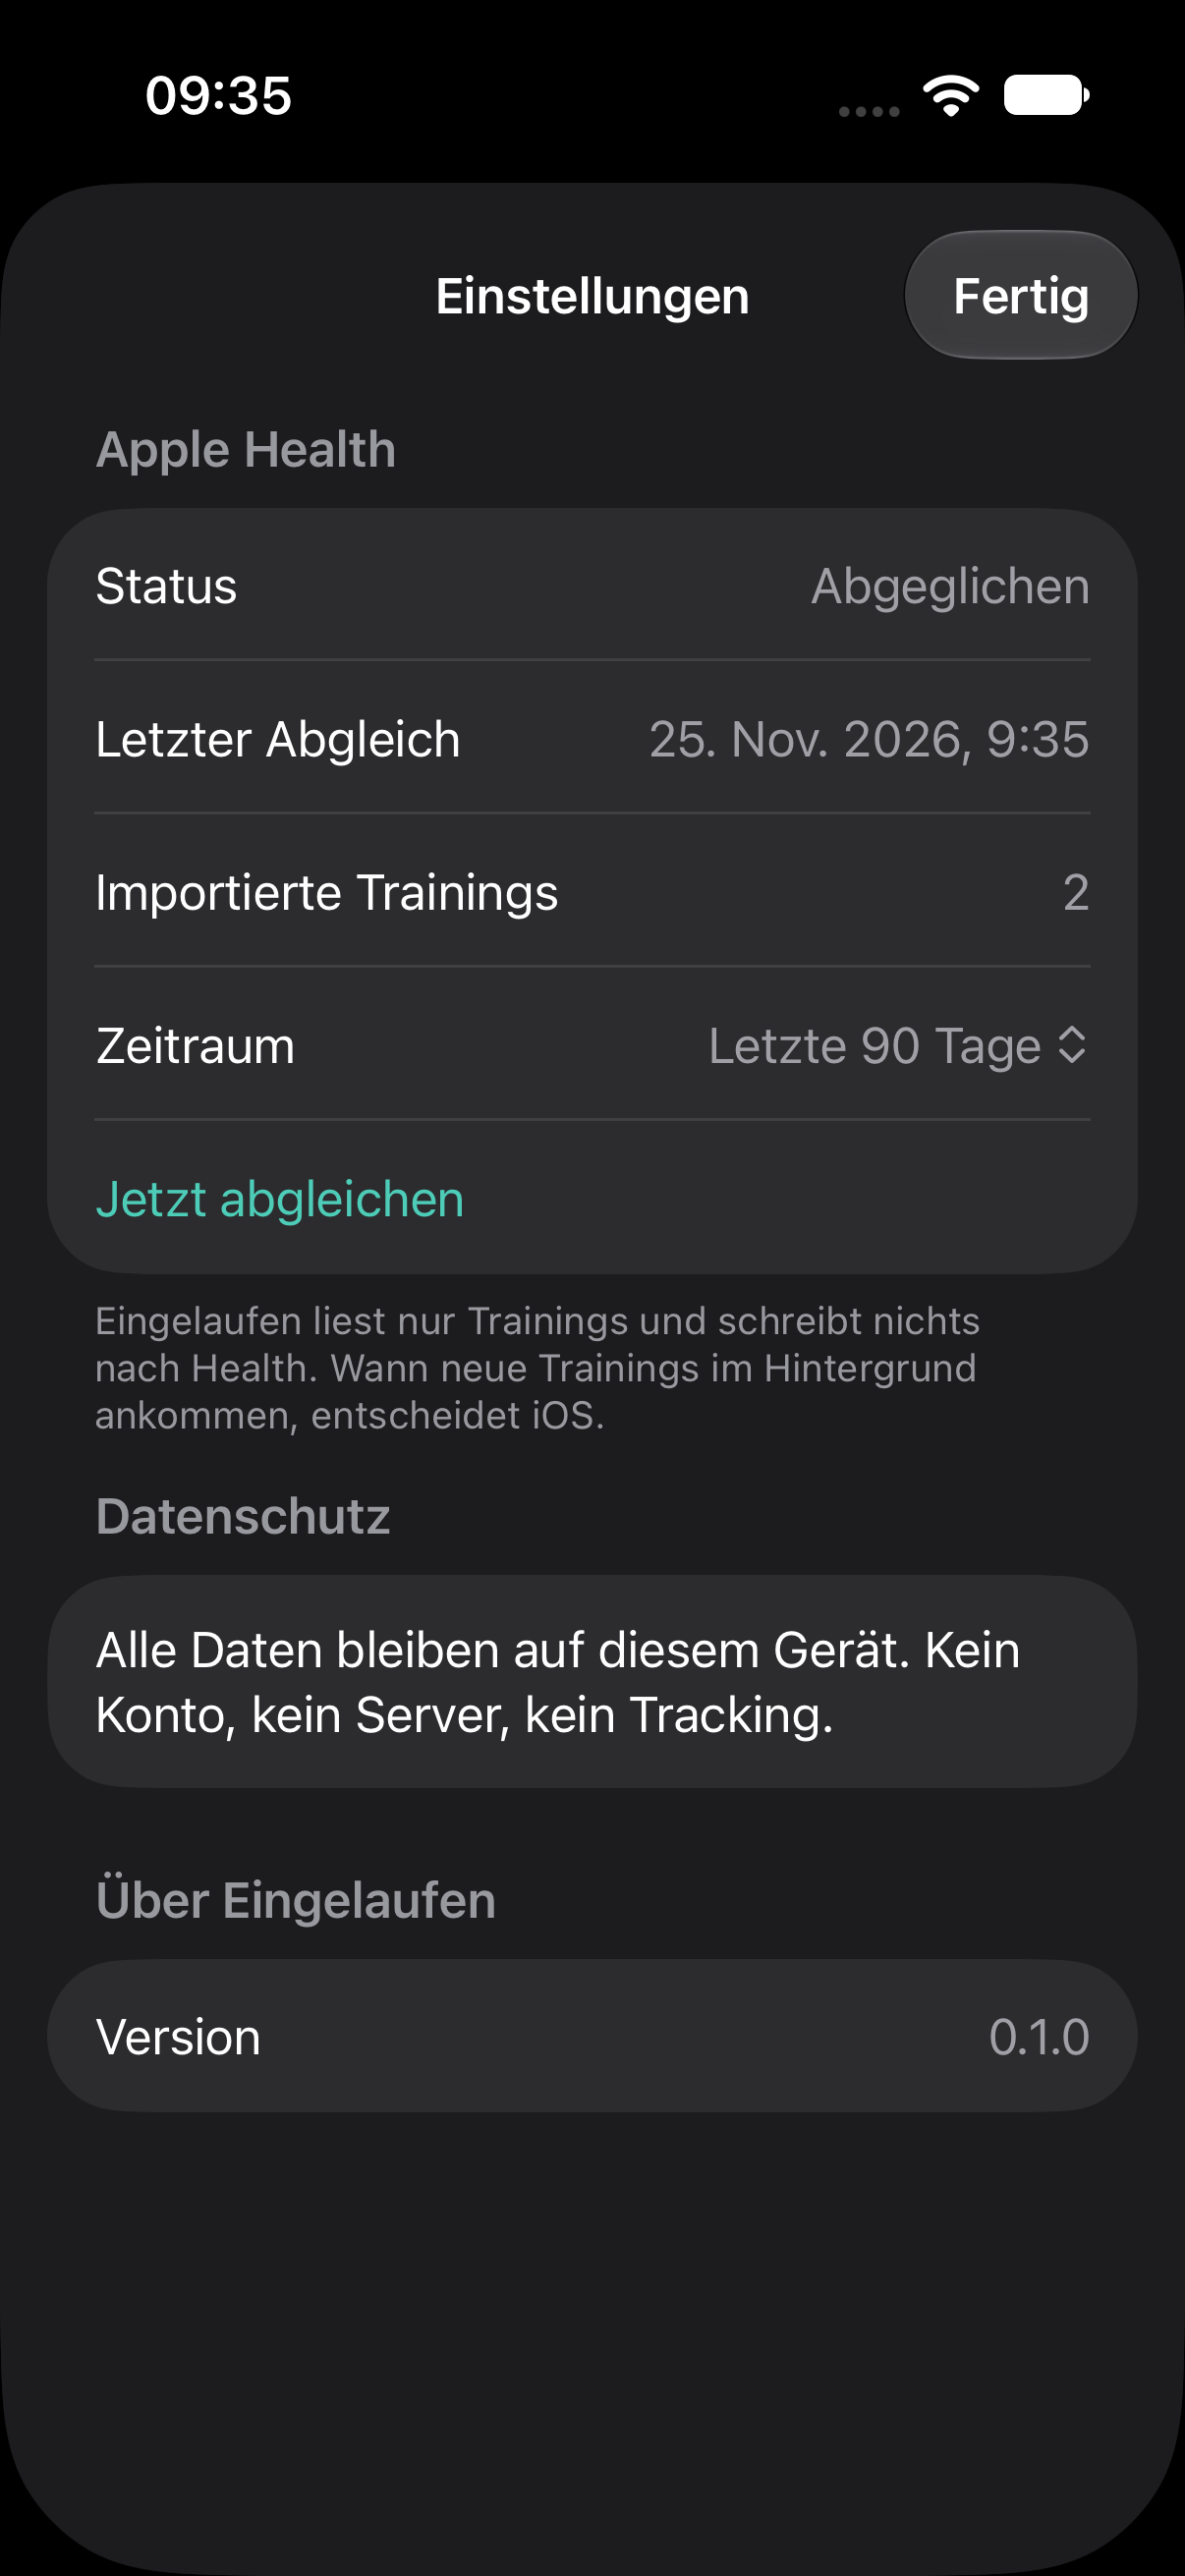 09:35
Einstellungen
Fertig
Apple Health
Status Abgeglichen
Letzter Abgleich 25. Nov. 2026, 9:35
Importierte Trainings 2
Zeitraum Letzte 90 Tage
Jetzt abgleichen
Eingelaufen liest nur Trainings und schreibt nichts
nach Health. Wann neue Trainings im Hintergrund
ankommen, entscheidet iOS.
Datenschutz
Alle Daten bleiben auf diesem Gerät. Kein
Konto, kein Server, kein Tracking.
Über Eingelaufen
Version 0.1.0